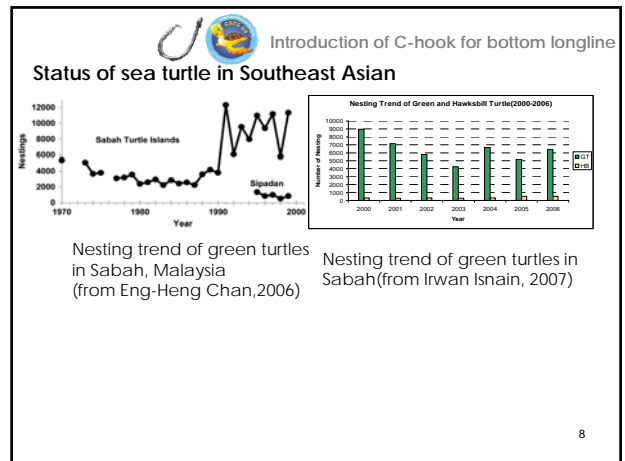 Introduction of C-hook for bottom longline
Status of sea turtle in Southeast Asian
12000
10000
8000
6000
4000
2000
0
Nestings
Sabah Turtle Islands
Sipadan
1970
1980
1990
2000
Year
Nesting Trend of Green and Hawksbill Turtle(2000-2006)
10000
9000
8000
7000
6000
5000
4000
3000
2000
1000
0
Number of Nesting
2000 2001 2002 2003 2004 2005 2006
Year
GT
HB
Nesting trend of green turtles
in Sabah, Malaysia
(from Eng-Heng Chan,2006)
Nesting trend of green turtles in
Sabah(from Irwan Isnain, 2007)
8